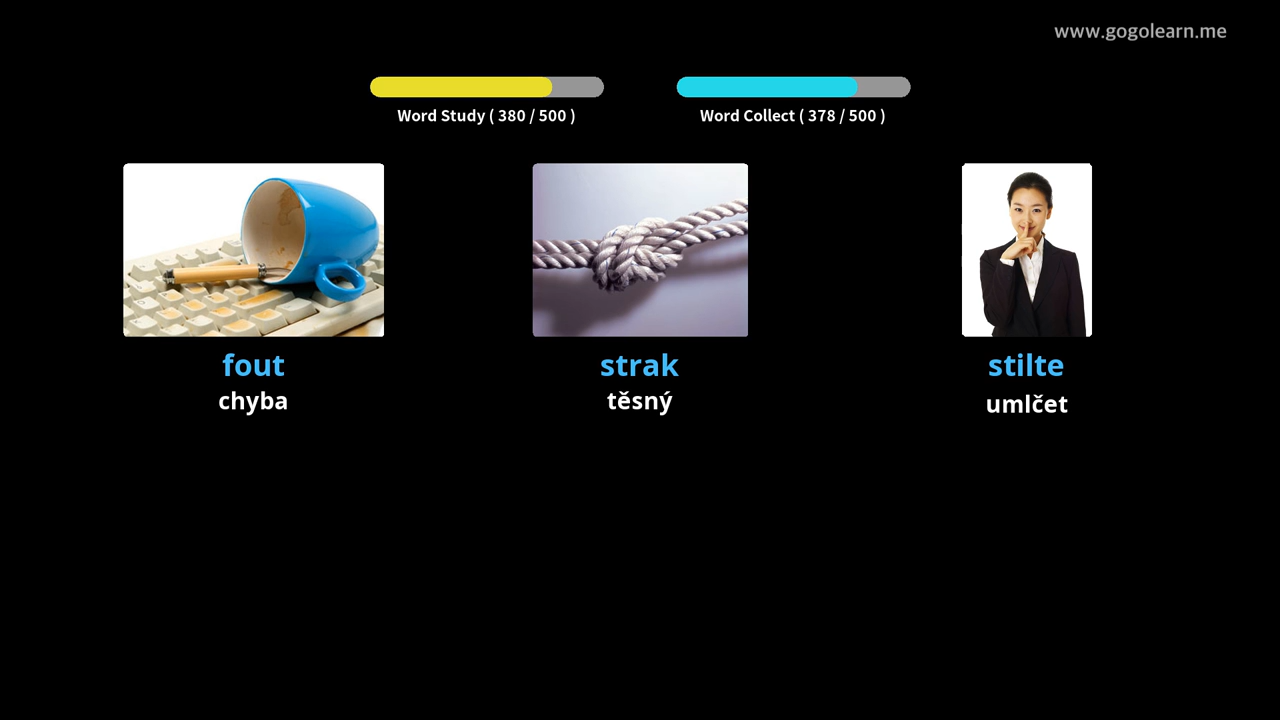 www.gogolearn.me
Word Study ( 380 / 500 )
Word Collect ( 378 / 500 )
fout
chyba
strak
těsný
stilte
umlčet